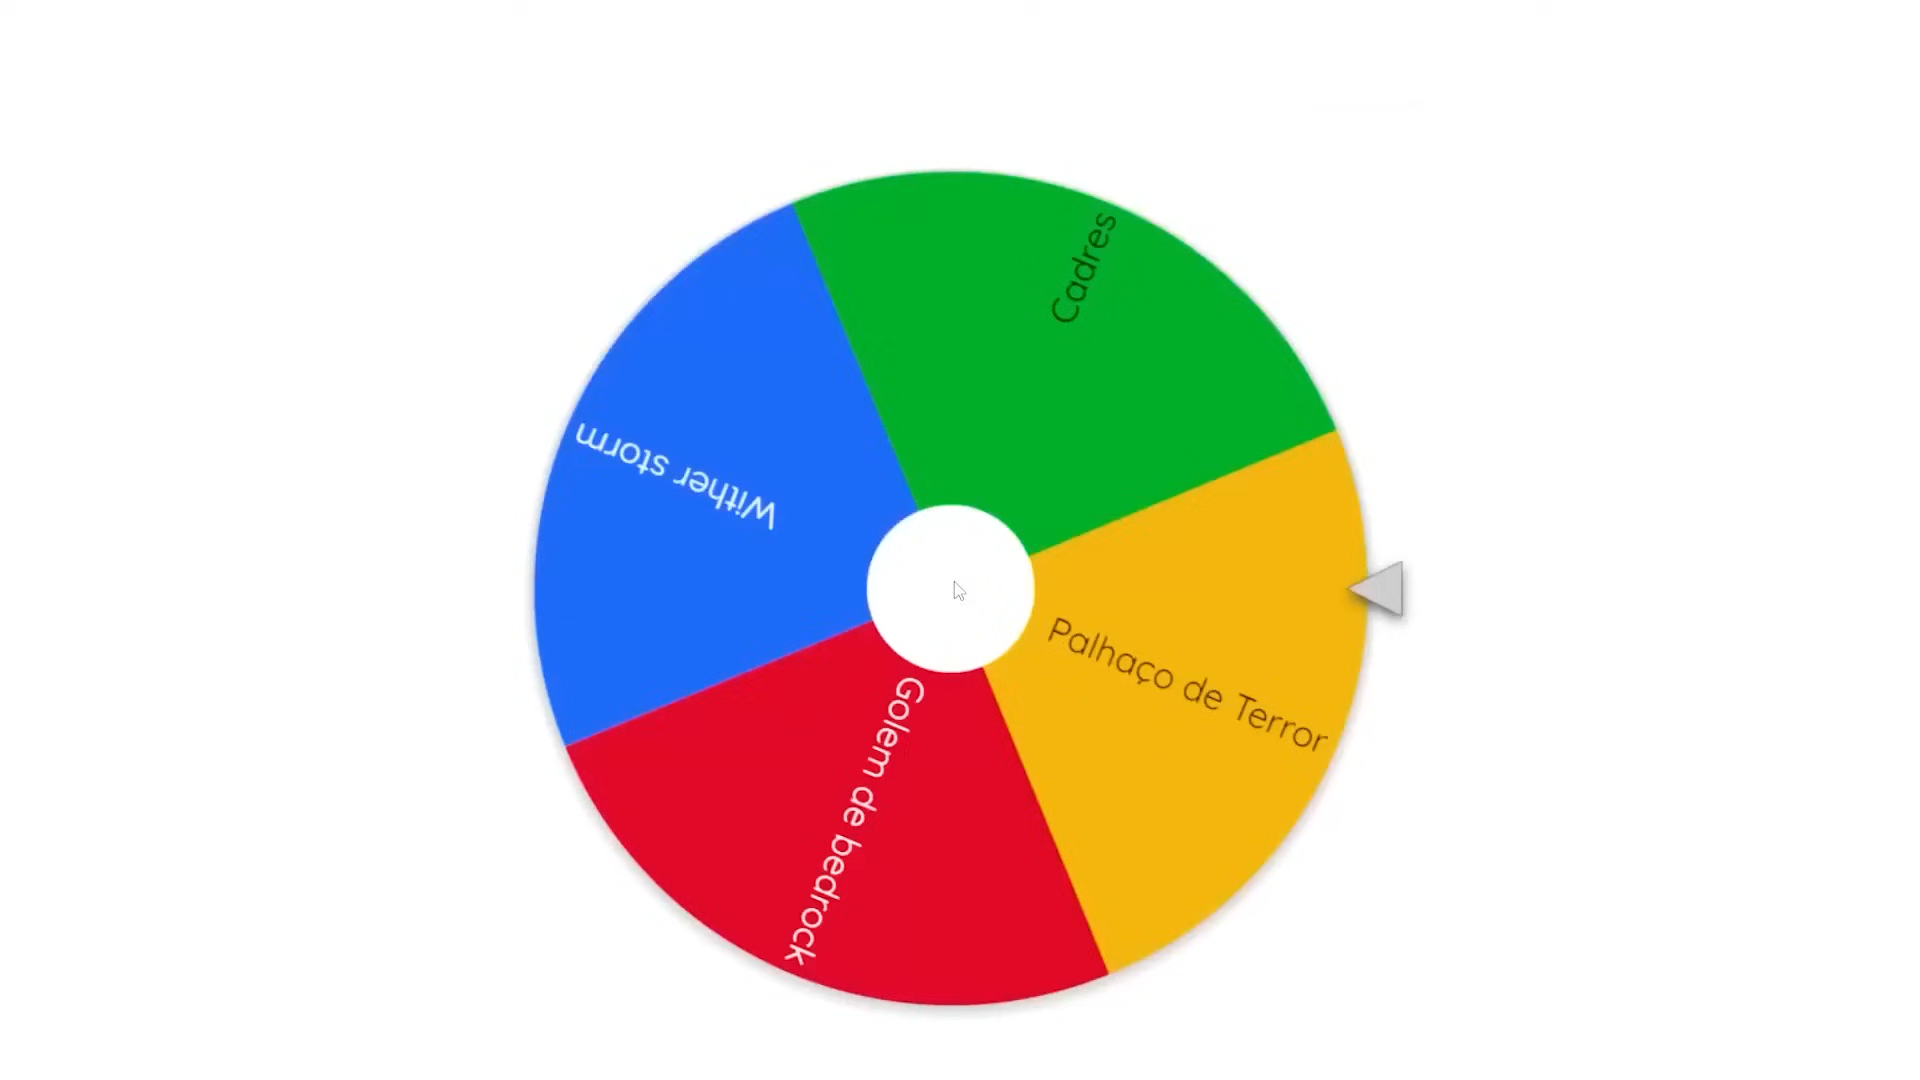 Cadres
Wither storm
Palhaço de Terror
Golem de bedrock